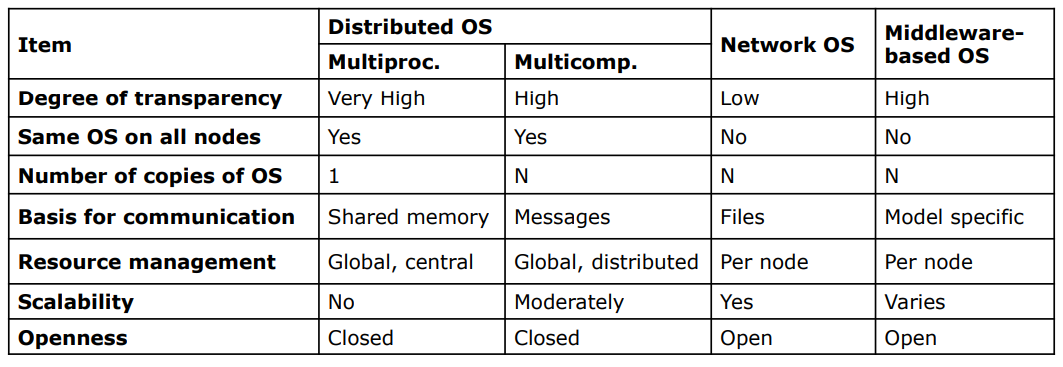 Item Distributed OS Network OS Middleware-
based OS
Multiproc. Multicomp.
Degree of transparency Very High High Low High
Same OS on all nodes Yes Yes No No
Number of copies of OS 1 N N N
Basis for communication Shared memory Messages Files Model specific
Resource management Global, central Global, distributed Per node Per node
Scalability No Moderately Yes Varies
Openness Closed Closed Open Open